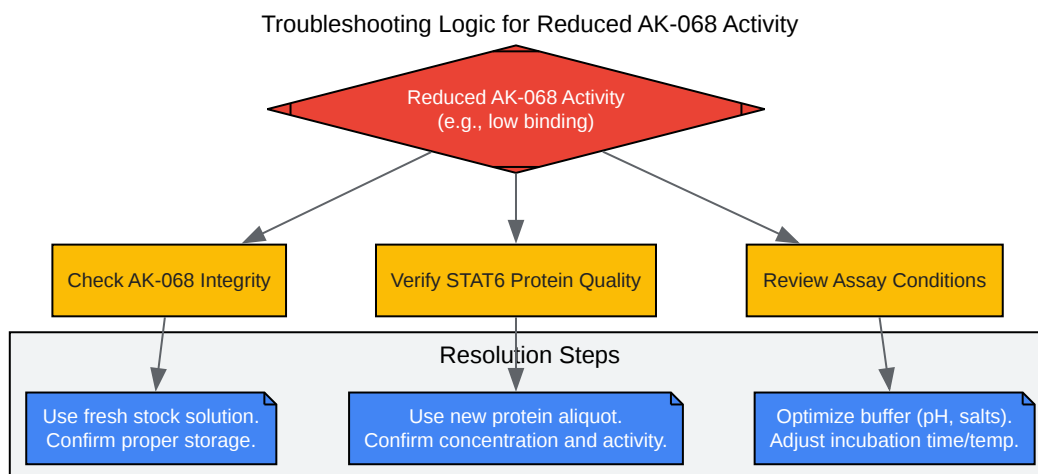 Troubleshooting Logic for Reduced AK-068 Activity
Reduced AK-068 Activity
(e.g., low binding)
Check AK-068 Integrity
Verify STAT6 Protein Quality
Review Assay Conditions
Resolution Steps
Use fresh stock solution.
Confirm proper storage.
Use new protein aliquot.
Confirm concentration and activity.
Optimize buffer (pH, salts).
Adjust incubation time/temp.